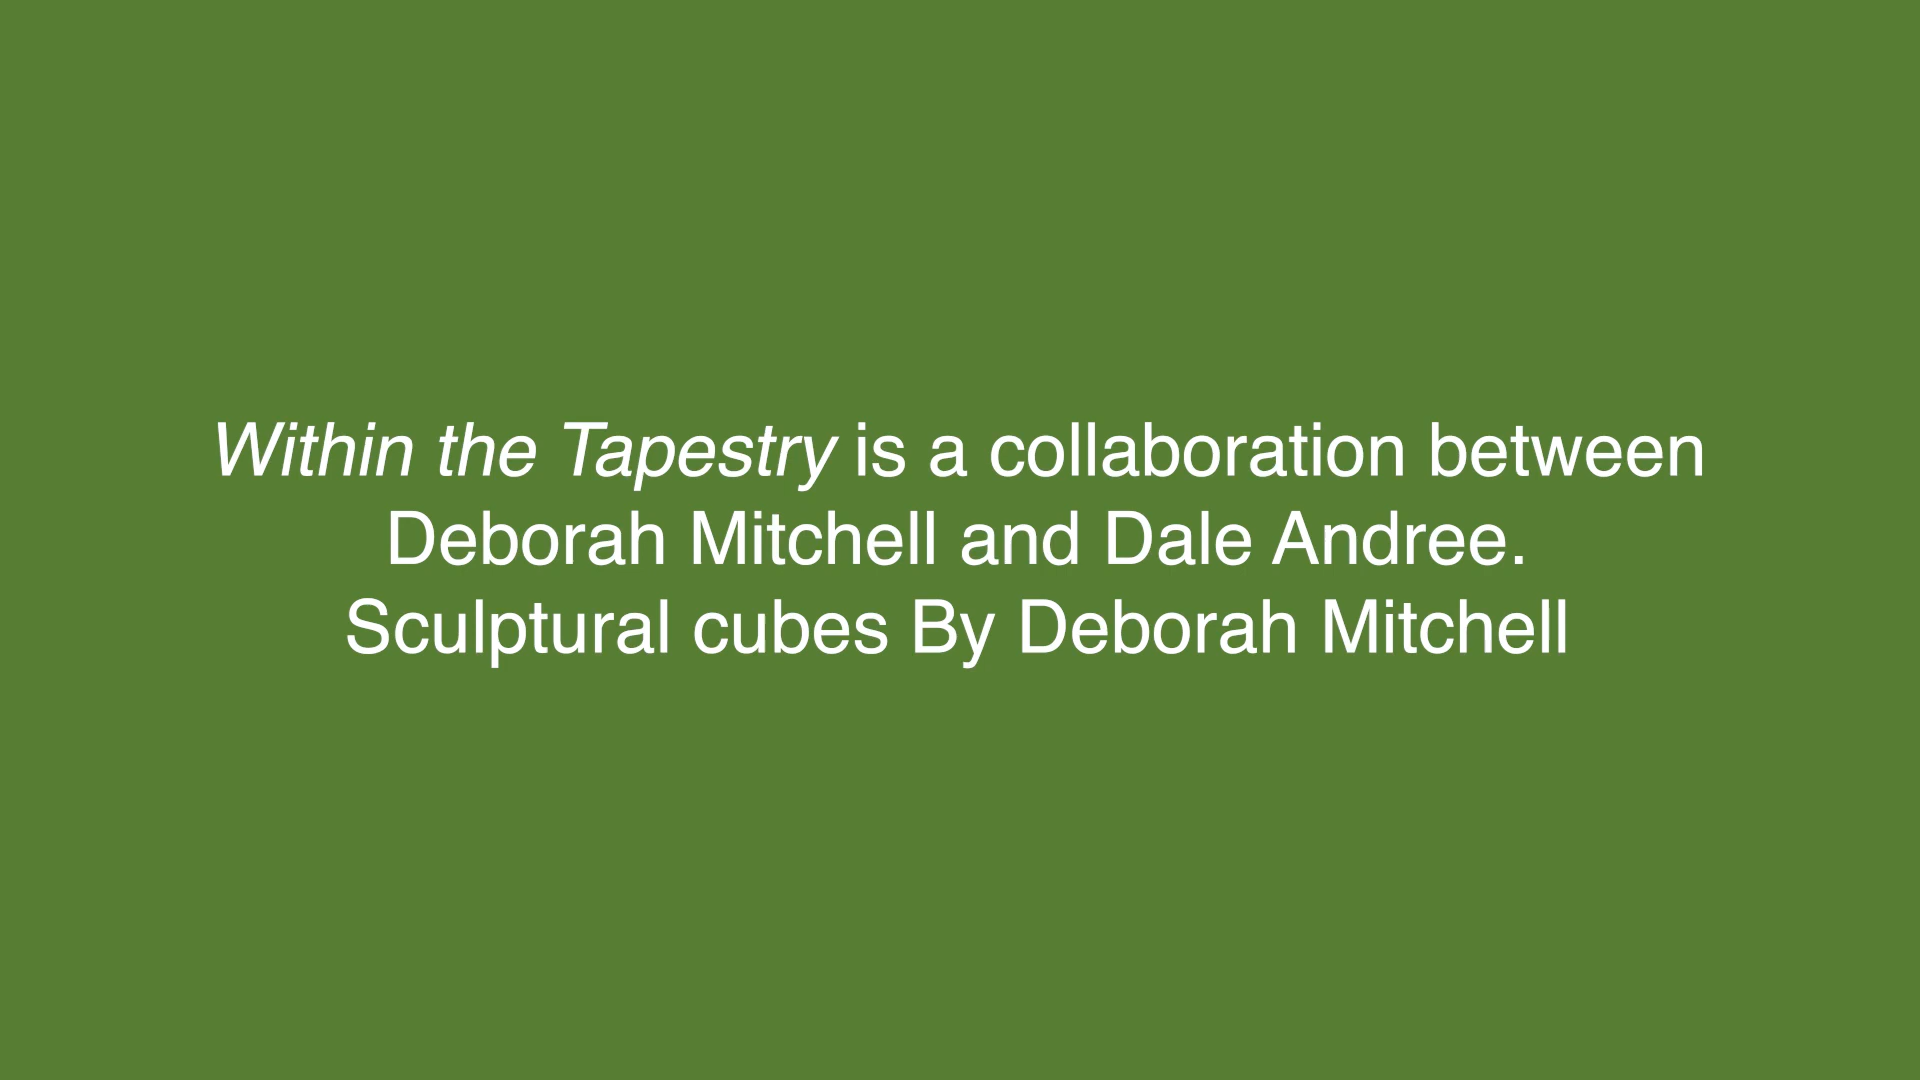 Within the Tapestry is a collaboration between
Deborah Mitchell and Dale Andree.
Sculptural cubes By Deborah Mitchell